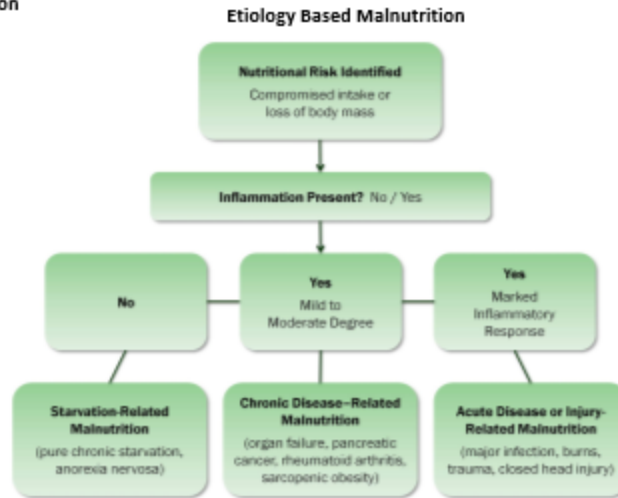 on
Etiology Based Malnutrition
Nutritional Risk Identified
Compromised intake or
loss of body mass
Inflammation Present? No / Yes
No
Yes
Mild to
Moderate Degree
Yes
Marked
Inflammatory
Response
Starvation-Related
Malnutrition
(pure chronic starvation,
anorexia nervosa)
Chronic Disease–Related
Malnutrition
(organ failure, pancreatic
cancer, rheumatoid arthritis,
sarcopenic obesity)
Acute Disease or Injury-
Related Malnutrition
(major infection, burns,
trauma, closed head injury)